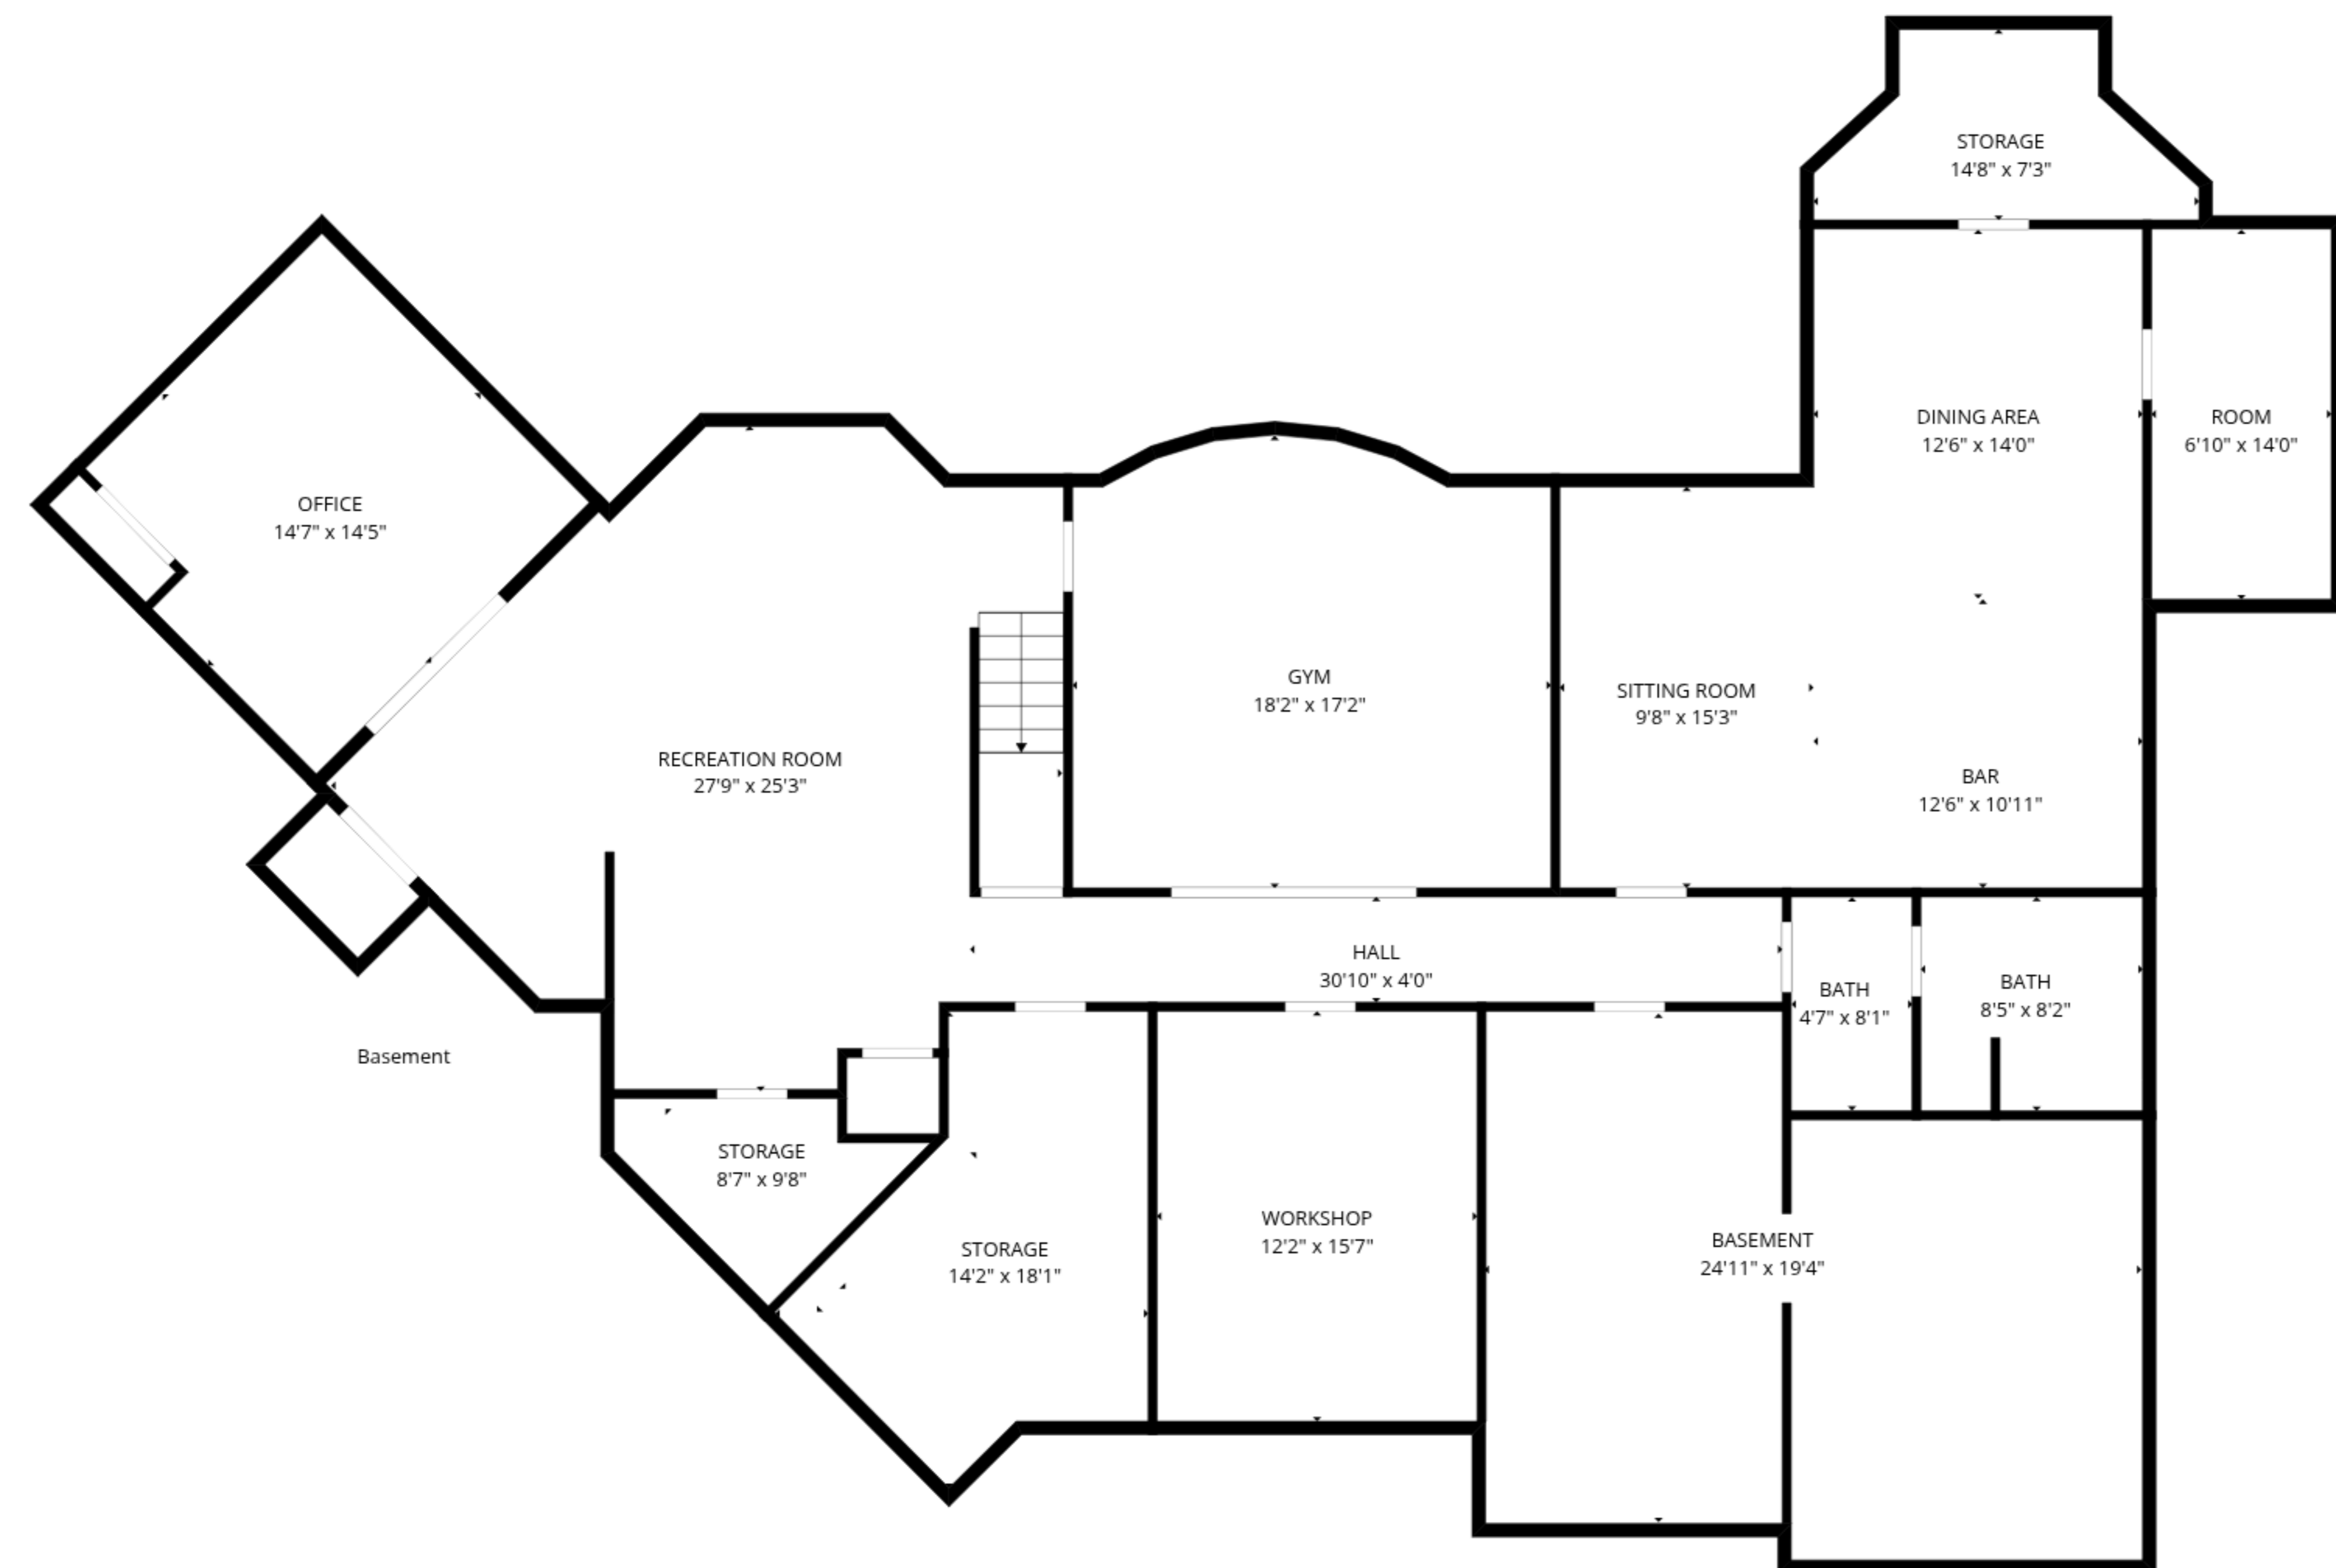 STORAGE
14'8" x 7'3"
DINING AREA
12'6" x 14'0"
ROOM
6'10" x 14'0"
OFFICE
14'7" x 14'5"
GYM
18'2" x 17'2"
SITTING ROOM
9'8" x 15'3"
RECREATION ROOM
27'9" x 25'3"
BAR
12'6" x 10'11"
HALL
30'10" x 4'0"
BATH
4'7" x 8'1"
BATH
8'5" x 8'2"
Basement
STORAGE
8'7" x 9'8"
WORKSHOP
12'2" x 15'7"
STORAGE
14'2" x 18'1"
BASEMENT
24'11" x 19'4"